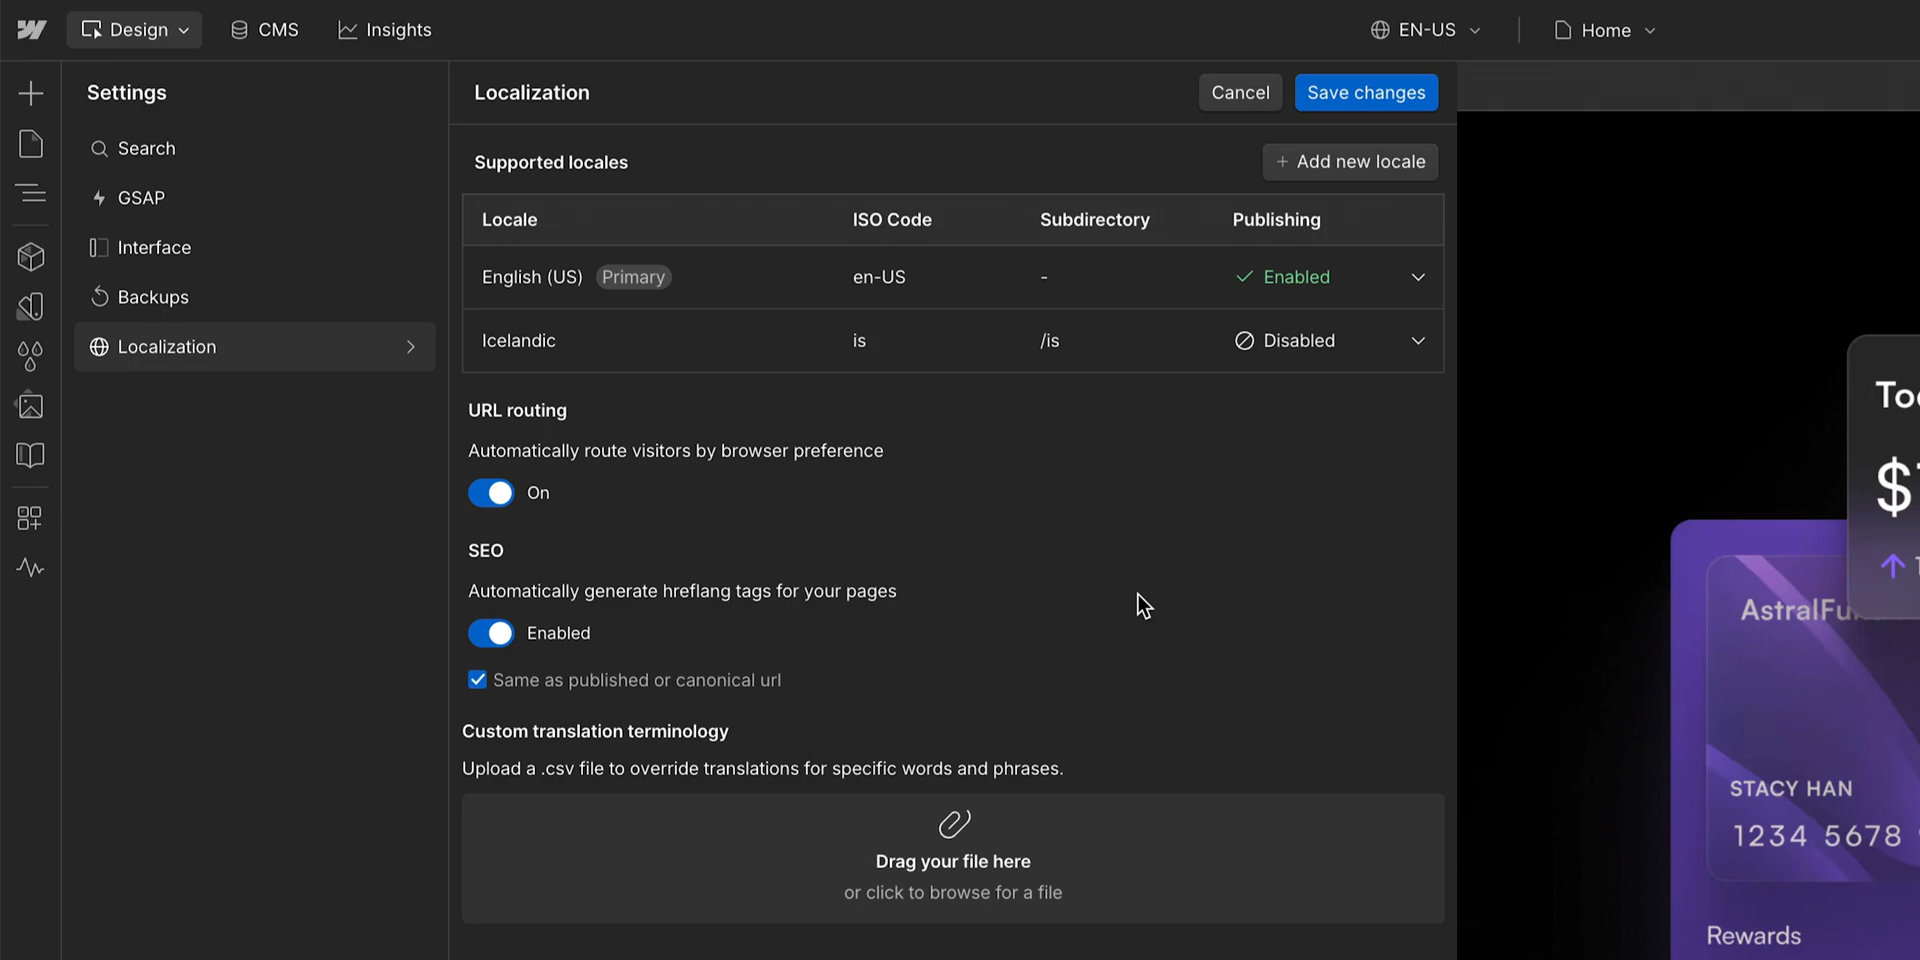 Design
CMS
Insights
EN-US
Home
Settings
Search
GSAP
Interface
Backups
Localization
Localization
Cancel
Save changes
Supported locales
+ Add new locale
Locale ISO Code Subdirectory Publishing
English (US) Primary en-US - Enabled
Icelandic is /is Disabled
URL routing
Automatically route visitors by browser preference
On
SEO
Automatically generate hreflang tags for your pages
Enabled
Same as published or canonical url
Custom translation terminology
Upload a .csv file to override translations for specific words and phrases.
Drag your file here
or click to browse for a file
$
STACY HAN
1234 5678
Rewards